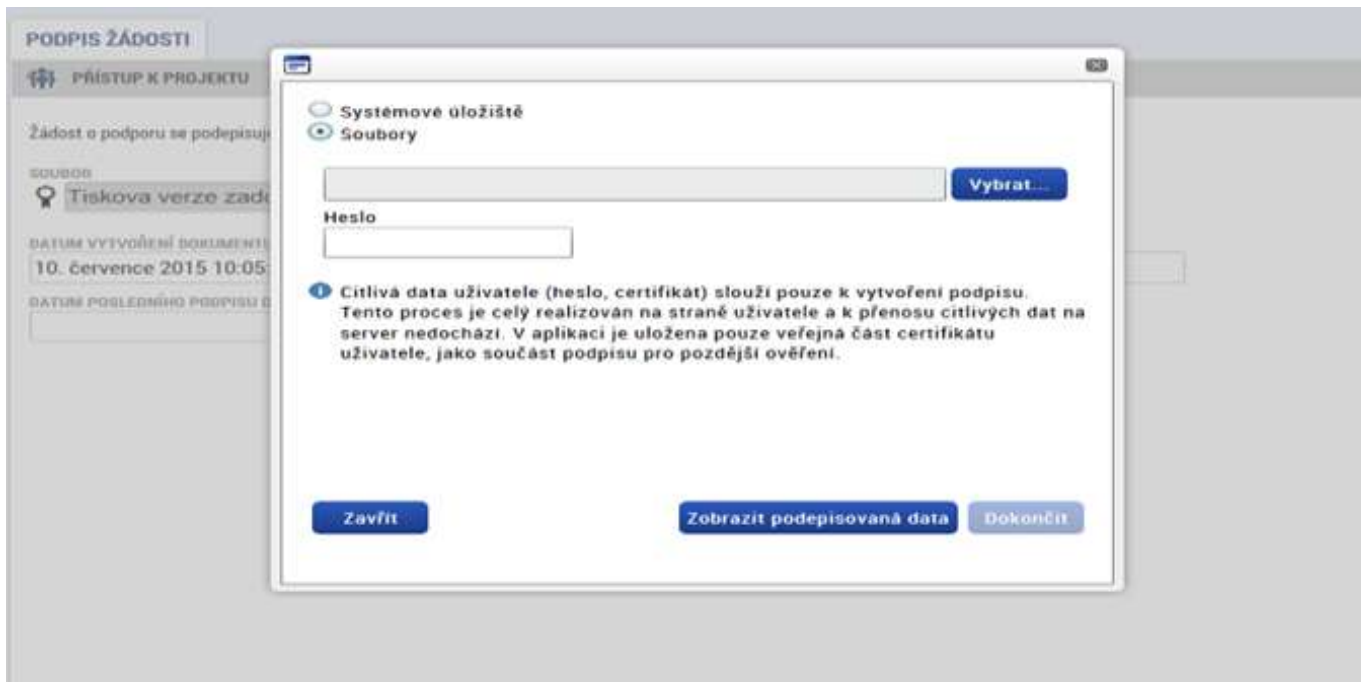 PODPIS ŽÁDOSTI
PŘÍSTUP K PROJEKTU
Žádost o podporu se podepisuj
SOUBOR
Tiskova verze zado
DATUM VYTVOŘENÍ DOKUMENTU
10. července 2015 10:05
DATUM POSLEDNÍHO PODPISU D
Systémové úložiště
Soubory
Vybrat...
Heslo
Citlivá data uživatele (heslo, certifikát) slouží pouze k vytvoření podpisu.
Tento proces je celý realizován na straně uživatele a k přenosu citlivých dat na
server nedochází. V aplikaci je uložena pouze veřejná část certifikátu
uživatele, jako součást podpisu pro pozdější ověření.
Zavřít
Zobrazit podepisovaná data
Dokončit